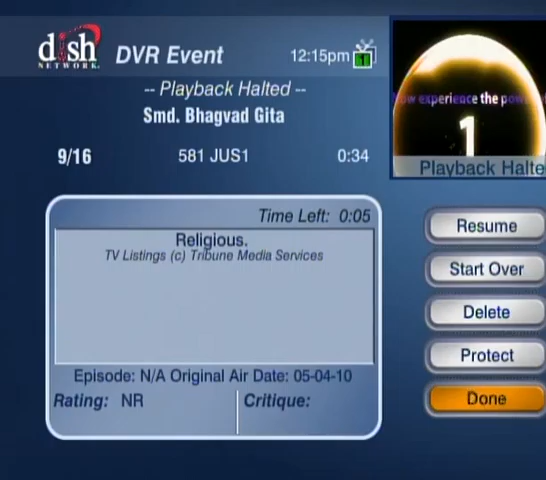 dish
NETWORK.
DVR Event
12:15pm
1
-- Playback Halted --
Smd. Bhagvad Gita
9/16 581 JUS1 0:34
experience the
1
Playback Halte
Time Left: 0:05
Religious.
TV Listings (c) Tribune Media Services
Episode: N/A Original Air Date: 05-04-10
Rating: NR Critique:
Resume
Start Over
Delete
Protect
Done